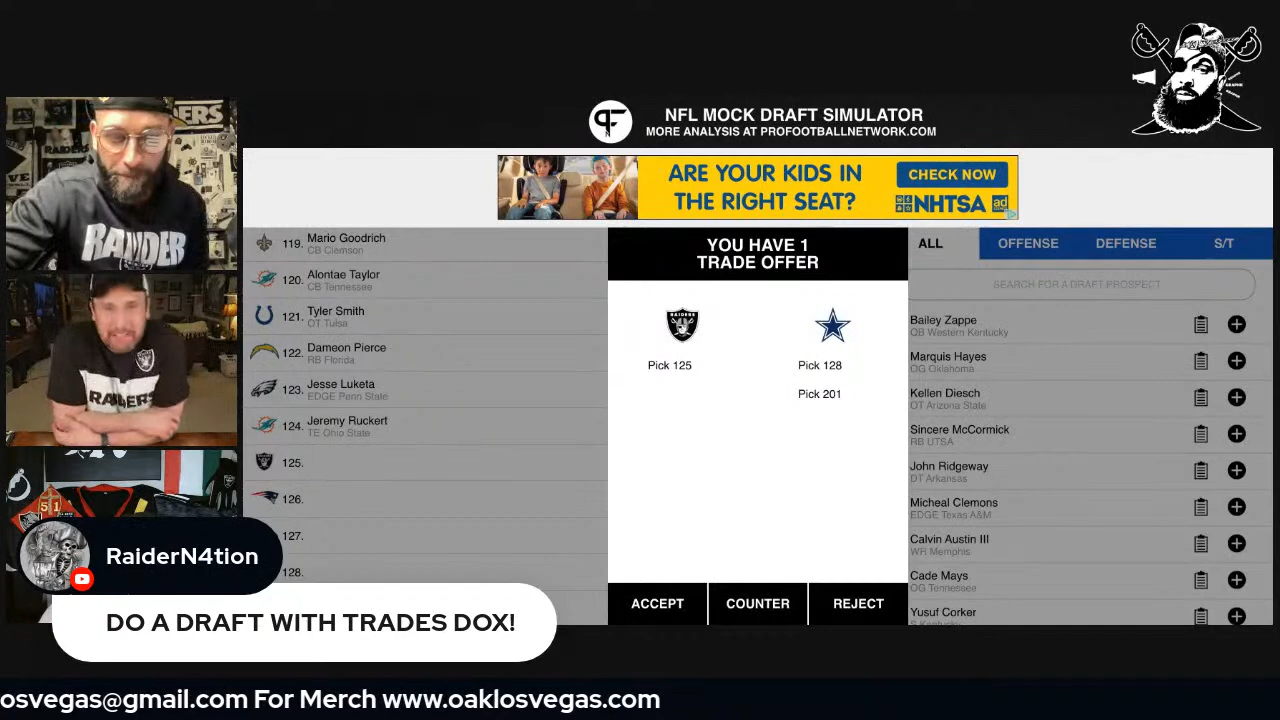 NFL MOCK DRAFT SIMULATOR
MORE ANALYSIS AT PROFOOTBALLNETWORK.COM
ARE YOUR KIDS IN
THE RIGHT SEAT?
CHECK NOW
NHTSA
ad
119. Mario Goodrich
CB Clemson
120. Alontae Taylor
CB Tennessee
121. Tyler Smith
OT Tulsa
122. Dameon Pierce
RB Florida
123. Jesse Luketa
EDGE Penn State
124. Jeremy Ruckert
TE Ohio State
125.
126.
127.
128.
YOU HAVE 1
TRADE OFFER
RAIDERS
Pick 125
Pick 128
Pick 201
ACCEPT
COUNTER
REJECT
ALL
OFFENSE
DEFENSE
S/T
SEARCH FOR A DRAFT PROSPECT
Bailey Zappe
QB Western Kentucky
Marquis Hayes
OG Oklahoma
Kellen Diesch
OT Arizona State
Sincere McCormick
RB UTSA
John Ridgeway
DT Arkansas
Micheal Clemons
EDGE Texas A&M
Calvin Austin III
WR Memphis
Cade Mays
OG Tennessee
Yusuf Corker
S Kentucky
RAIDER
RAIDERS
51
RaiderN4tion
DO A DRAFT WITH TRADES DOX!
osvegas@gmail.com For Merch www.oaklosvegas.com